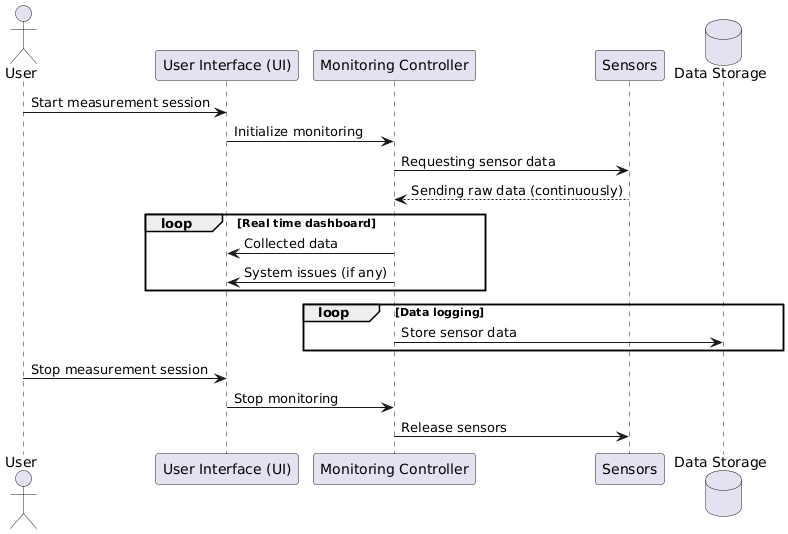 User
User Interface (UI)
Monitoring Controller
Sensors
Data Storage
Start measurement session
Initialize monitoring
Requesting sensor data
Sending raw data (continuously)
loop [Real time dashboard]
Collected data
System issues (if any)
loop [Data logging]
Store sensor data
Stop measurement session
Stop monitoring
Release sensors
User
User Interface (UI)
Monitoring Controller
Sensors
Data Storage